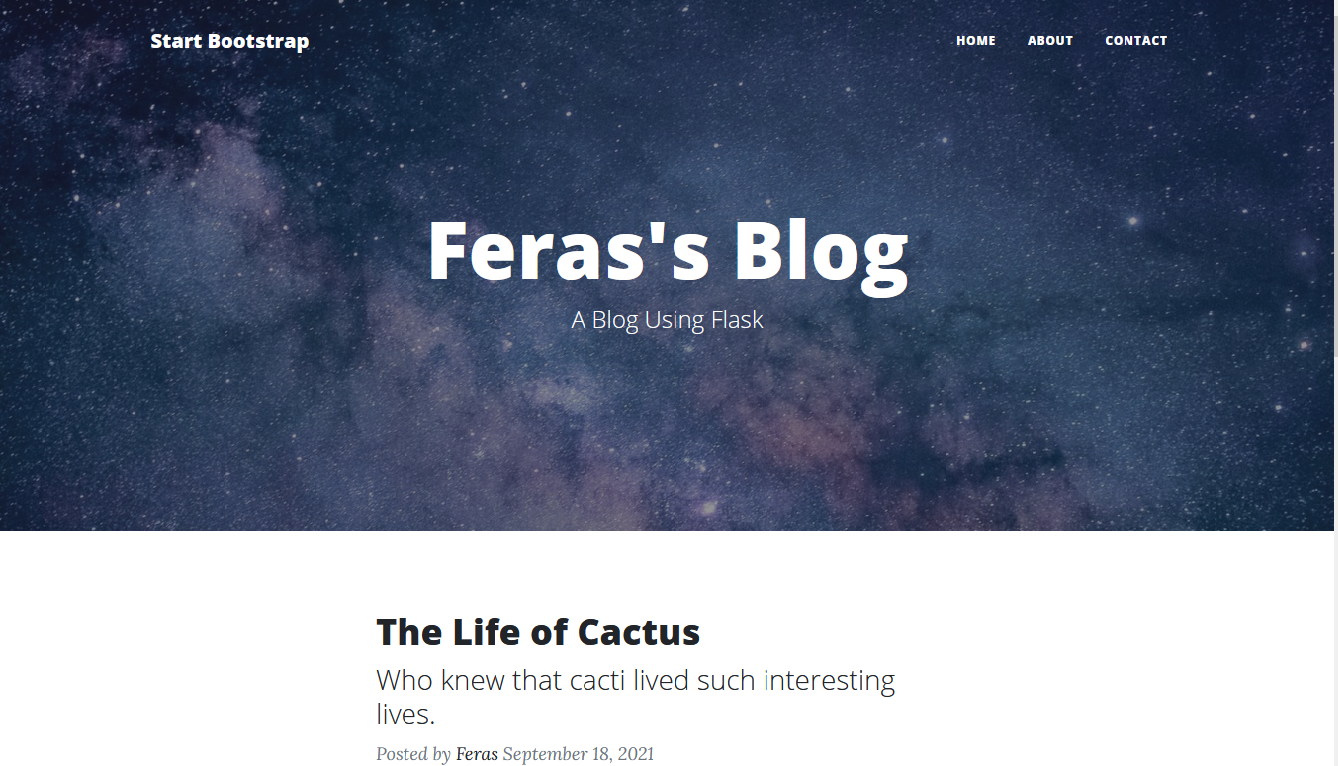 Start Bootstrap
HOME ABOUT CONTACT
Feras's Blog
A Blog Using Flask
The Life of Cactus
Who knew that cacti lived such interesting
lives.
Posted by Feras September 18, 2021